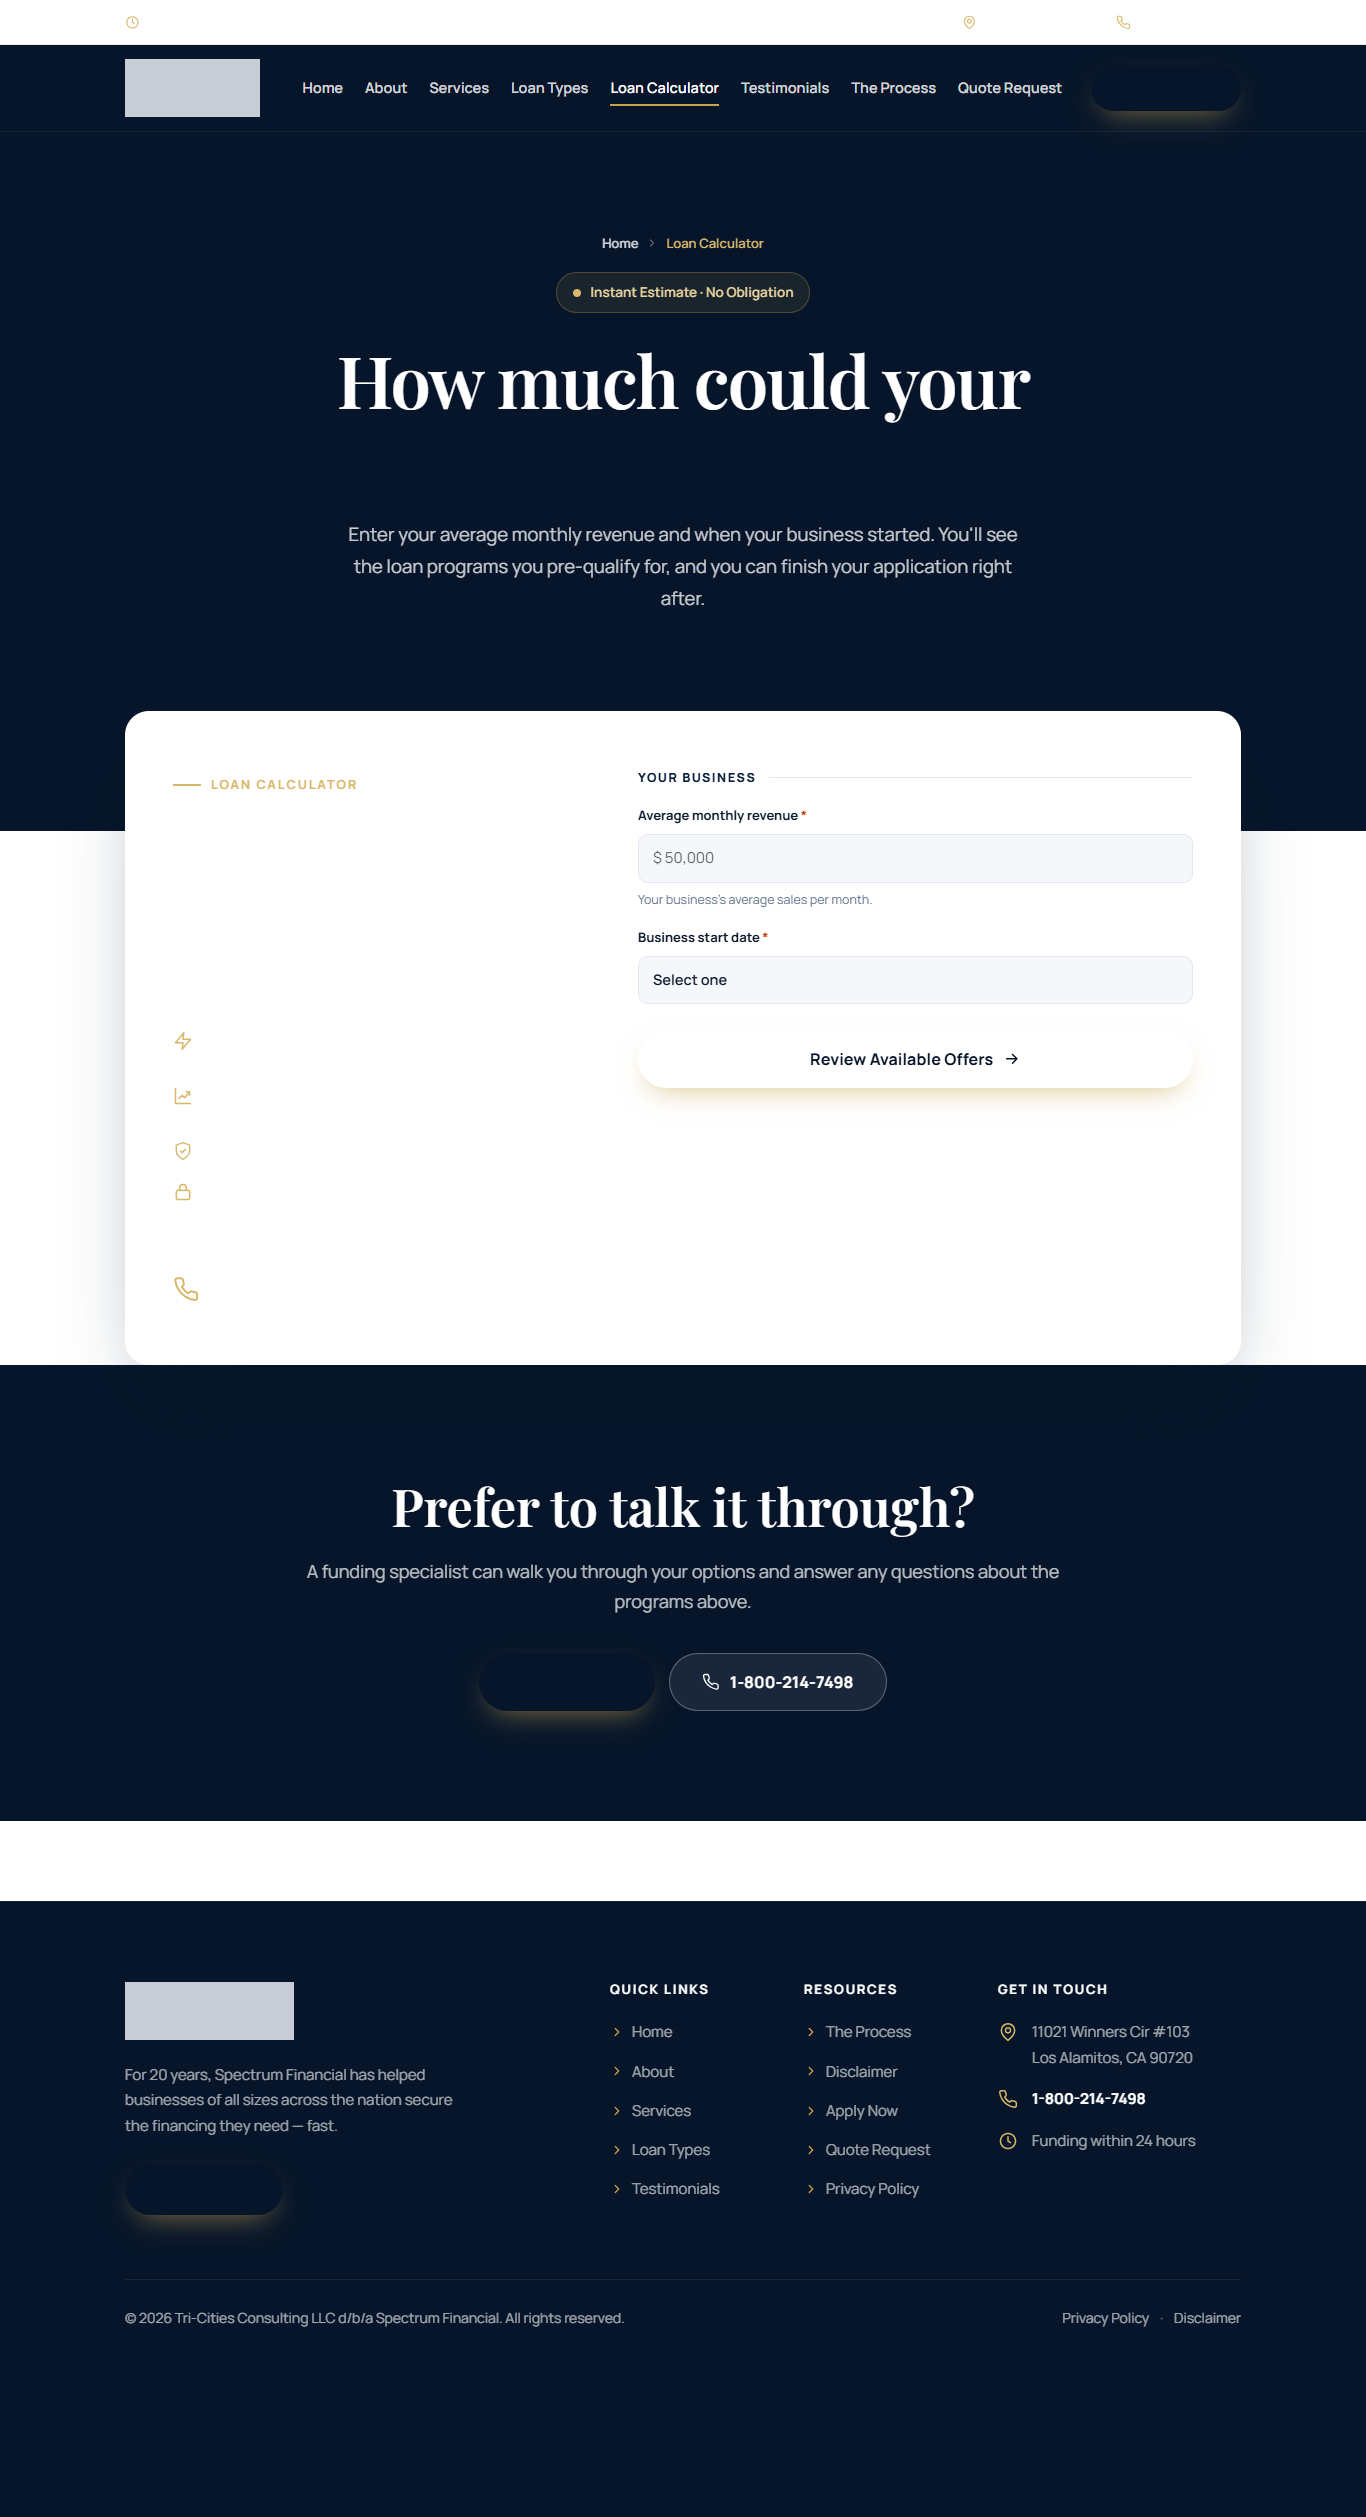 Home About Services Loan Types Loan Calculator Testimonials The Process Quote Request
Home > Loan Calculator
Instant Estimate · No Obligation
How much could your
Enter your average monthly revenue and when your business started. You'll see
the loan programs you pre-qualify for, and you can finish your application right
after.
LOAN CALCULATOR
YOUR BUSINESS
Average monthly revenue *
$ 50,000
Your business's average sales per month.
Business start date *
Select one
Review Available Offers →
Prefer to talk it through?
A funding specialist can walk you through your options and answer any questions about the
programs above.
1-800-214-7498
For 20 years, Spectrum Financial has helped
businesses of all sizes across the nation secure
the financing they need — fast.
QUICK LINKS
Home
About
Services
Loan Types
Testimonials
RESOURCES
The Process
Disclaimer
Apply Now
Quote Request
Privacy Policy
GET IN TOUCH
11021 Winners Cir #103
Los Alamitos, CA 90720
1-800-214-7498
Funding within 24 hours
© 2026 Tri-Cities Consulting LLC d/b/a Spectrum Financial. All rights reserved.
Privacy Policy · Disclaimer